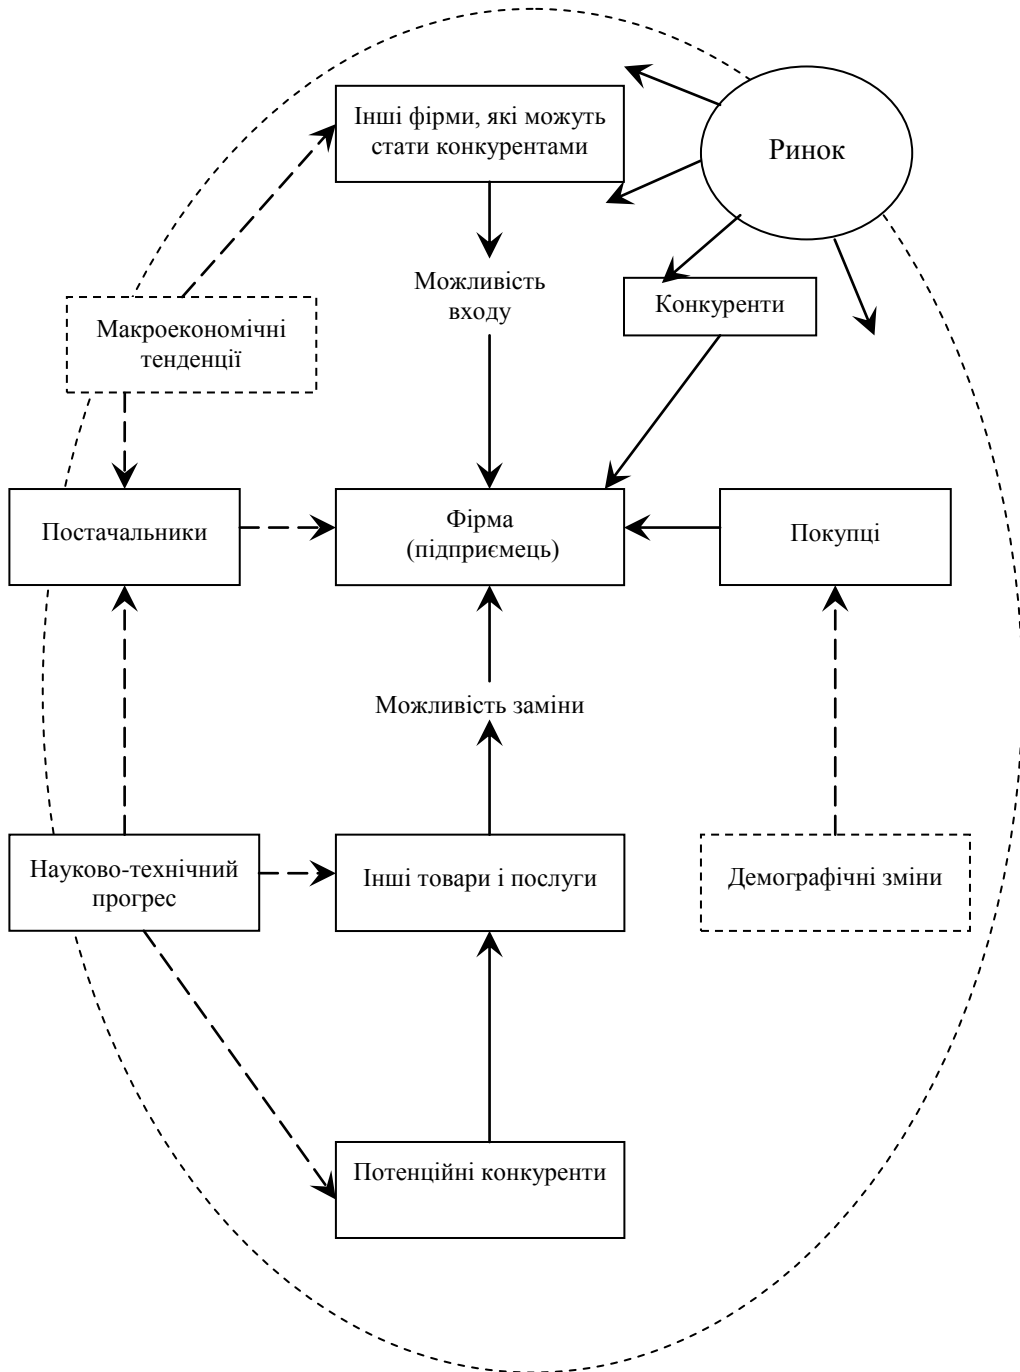 Інші фірми, які можуть
стати конкурентами
Ринок
Можливість
входу
Конкуренти
Макроекономічні
тенденції
Постачальники
Фірма
(підприємець)
Покупці
Можливість заміни
Науково-технічний
прогрес
Інші товари і послуги
Демографічні зміни
Потенційні конкуренти